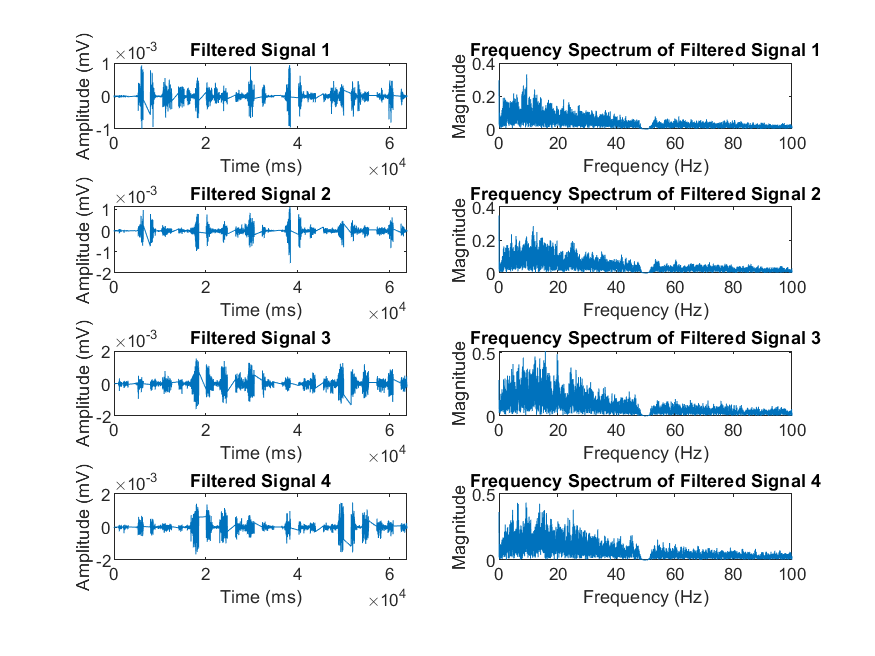 Filtered Signal 1
×10-3
Amplitude (mV)
1
0
-1
0 2 4 6
Time (ms)
×104
Frequency Spectrum of Filtered Signal 1
Magnitude
0.4
0.2
0
0 20 40 60 80 100
Frequency (Hz)
Filtered Signal 2
×10-3
Amplitude (mV)
1
0
-1
-2
0 2 4 6
Time (ms)
×104
Frequency Spectrum of Filtered Signal 2
Magnitude
0.4
0.2
0
0 20 40 60 80 100
Frequency (Hz)
Filtered Signal 3
×10-3
Amplitude (mV)
2
0
-2
0 2 4 6
Time (ms)
×104
Frequency Spectrum of Filtered Signal 3
Magnitude
0.5
0
0 20 40 60 80 100
Frequency (Hz)
Filtered Signal 4
×10-3
Amplitude (mV)
2
0
-2
0 2 4 6
Time (ms)
×104
Frequency Spectrum of Filtered Signal 4
Magnitude
0.5
0
0 20 40 60 80 100
Frequency (Hz)